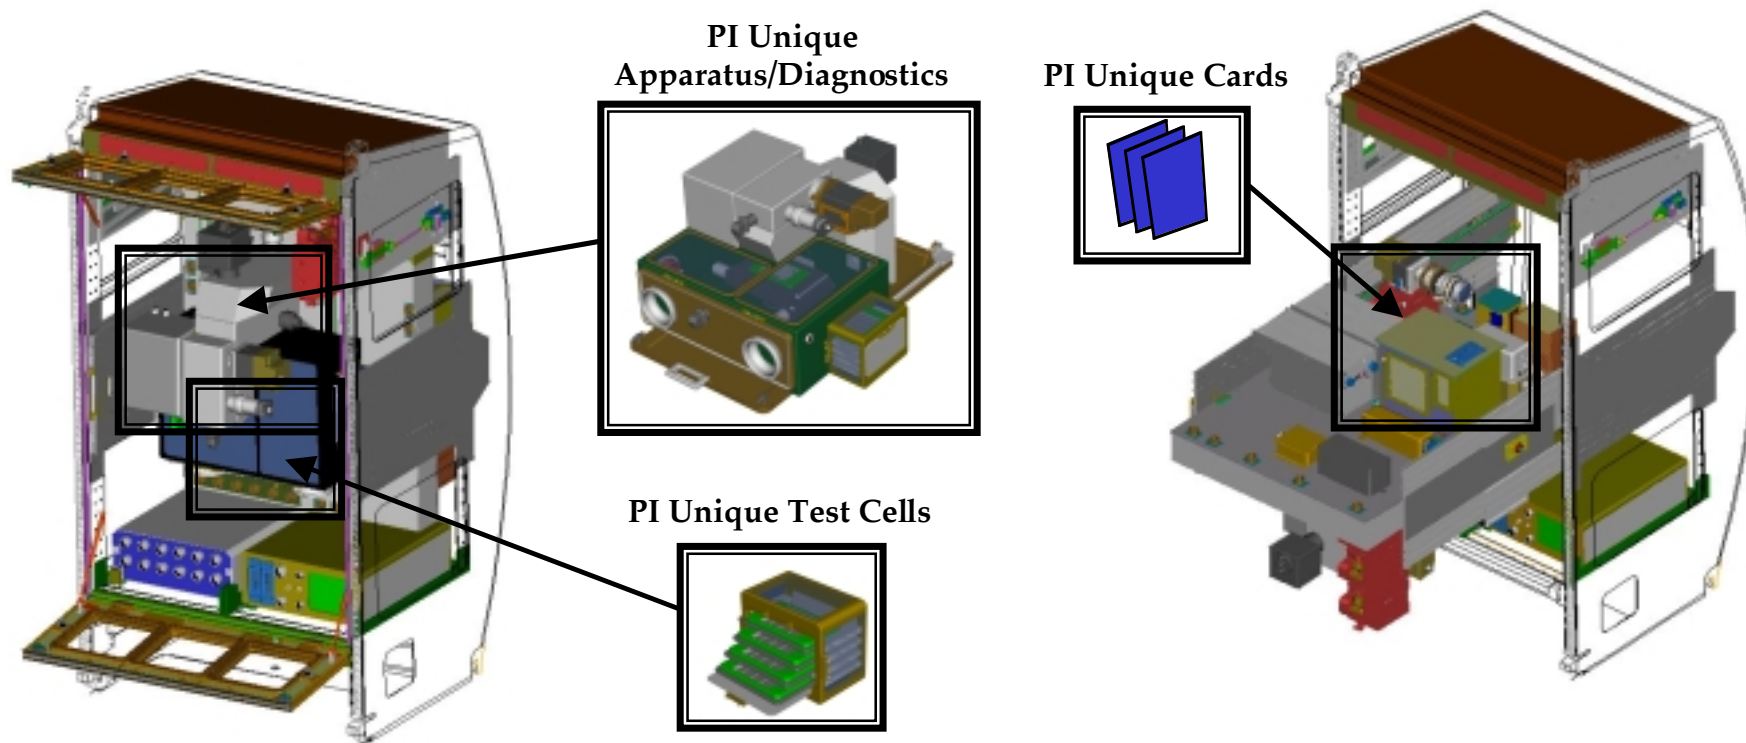 PI Unique
Apparatus/Diagnostics
PI Unique Cards
PI Unique Test Cells